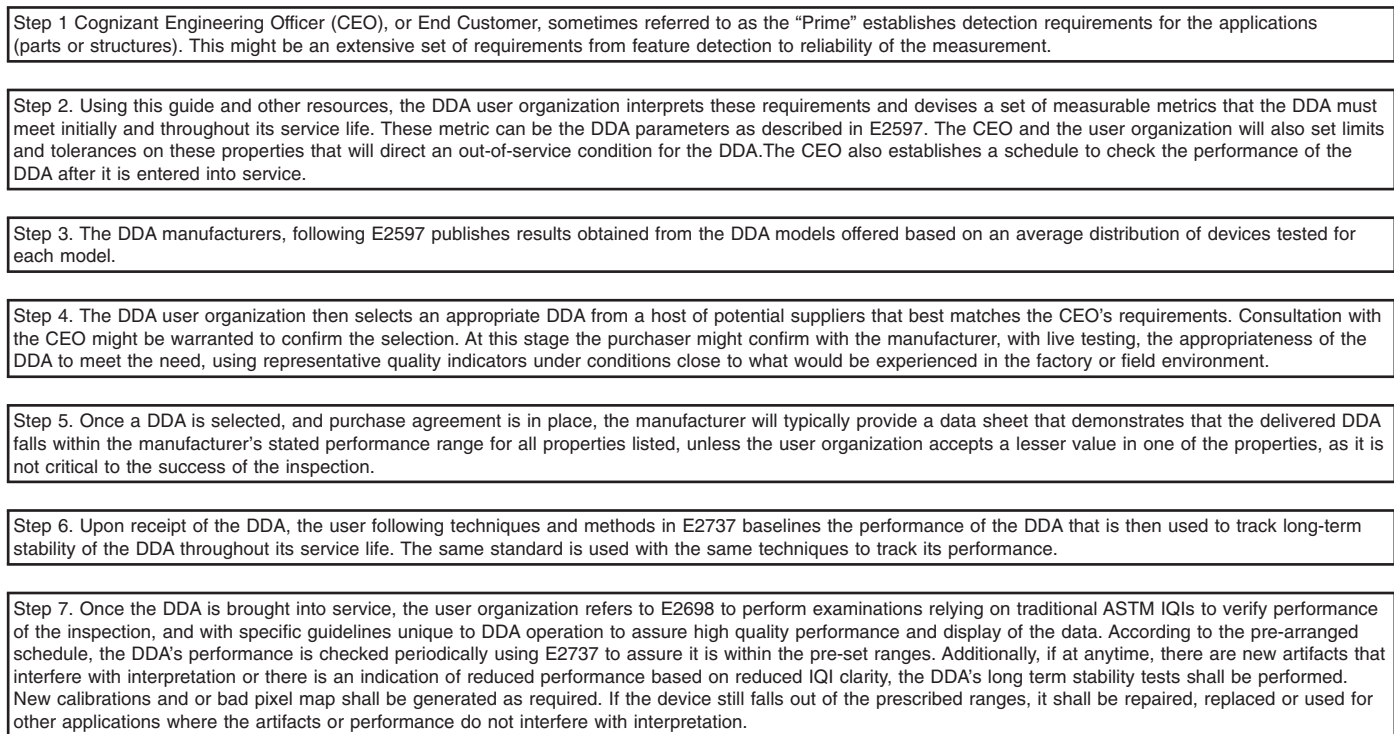 Step 1 Cognizant Engineering Officer (CEO), or End Customer, sometimes referred to as the “Prime” establishes detection requirements for the applications
(parts or structures). This might be an extensive set of requirements from feature detection to reliability of the measurement.
Step 2. Using this guide and other resources, the DDA user organization interprets these requirements and devises a set of measurable metrics that the DDA must
meet initially and throughout its service life. These metric can be the DDA parameters as described in E2597. The CEO and the user organization will also set limits
and tolerances on these properties that will direct an out-of-service condition for the DDA.The CEO also establishes a schedule to check the performance of the
DDA after it is entered into service.
Step 3. The DDA manufacturers, following E2597 publishes results obtained from the DDA models offered based on an average distribution of devices tested for
each model.
Step 4. The DDA user organization then selects an appropriate DDA from a host of potential suppliers that best matches the CEO’s requirements. Consultation with
the CEO might be warranted to confirm the selection. At this stage the purchaser might confirm with the manufacturer, with live testing, the appropriateness of the
DDA to meet the need, using representative quality indicators under conditions close to what would be experienced in the factory or field environment.
Step 5. Once a DDA is selected, and purchase agreement is in place, the manufacturer will typically provide a data sheet that demonstrates that the delivered DDA
falls within the manufacturer’s stated performance range for all properties listed, unless the user organization accepts a lesser value in one of the properties, as it is
not critical to the success of the inspection.
Step 6. Upon receipt of the DDA, the user following techniques and methods in E2737 baselines the performance of the DDA that is then used to track long-term
stability of the DDA throughout its service life. The same standard is used with the same techniques to track its performance.
Step 7. Once the DDA is brought into service, the user organization refers to E2698 to perform examinations relying on traditional ASTM IQIs to verify performance
of the inspection, and with specific guidelines unique to DDA operation to assure high quality performance and display of the data. According to the pre-arranged
schedule, the DDA’s performance is checked periodically using E2737 to assure it is within the pre-set ranges. Additionally, if at anytime, there are new artifacts that
interfere with interpretation or there is an indication of reduced performance based on reduced IQI clarity, the DDA’s long term stability tests shall be performed.
New calibrations and or bad pixel map shall be generated as required. If the device still falls out of the prescribed ranges, it shall be repaired, replaced or used for
other applications where the artifacts or performance do not interfere with interpretation.